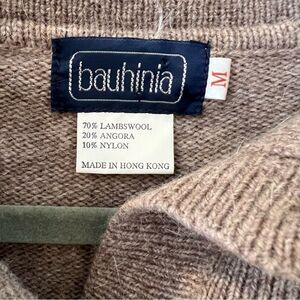 bauhinia
M
70% LAMBSWOOL
20% ANGORA
10% NYLON
MADE IN HONG KONG